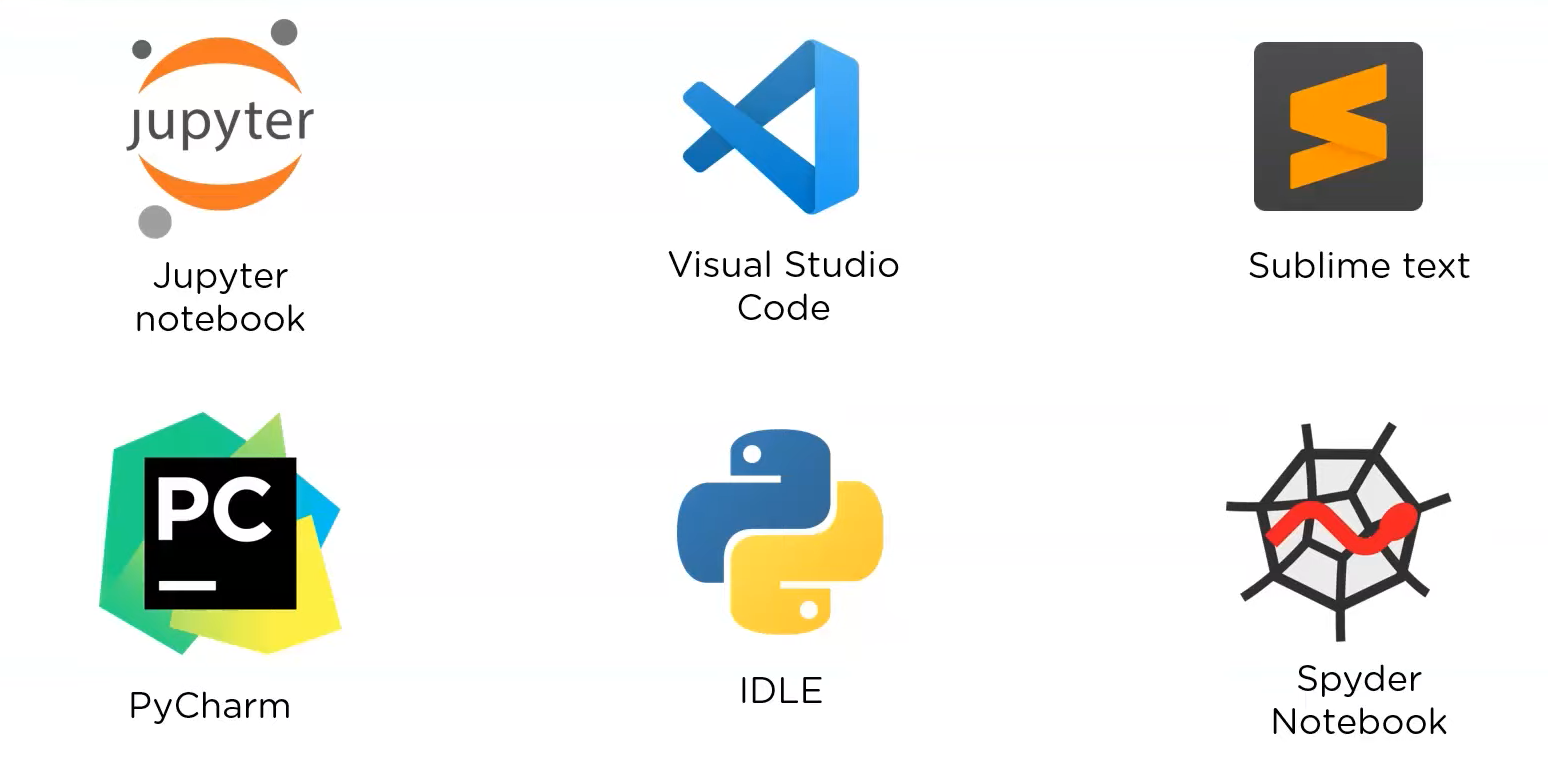 jupyter
Jupyter
notebook
Visual Studio
Code
Sublime text
PC
PyCharm
IDLE
Spyder
Notebook